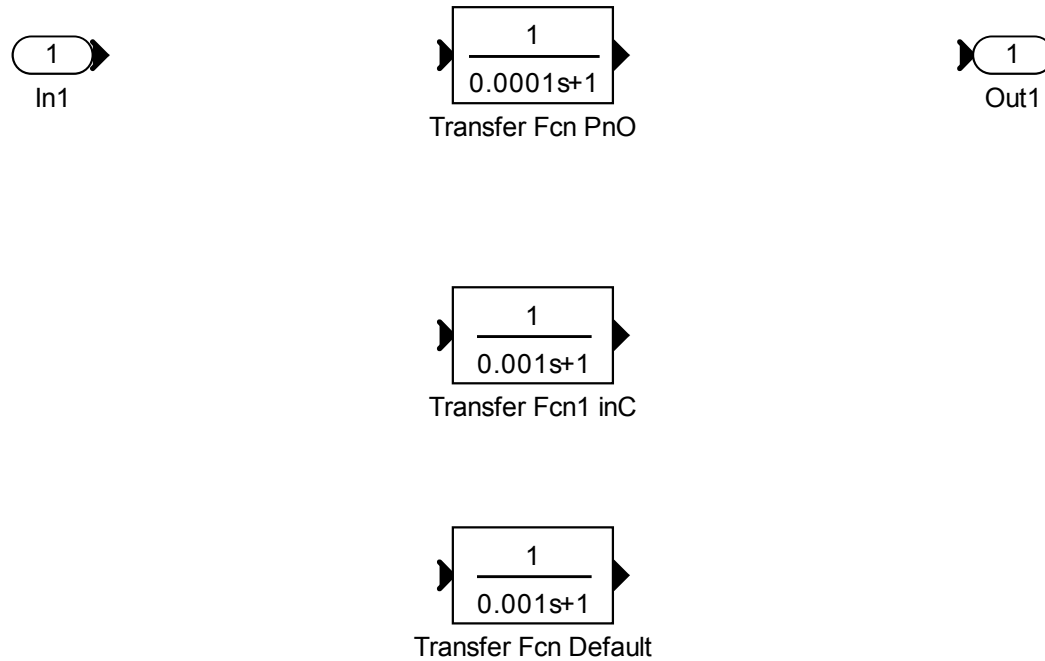 1
In1
1
0.0001s+1
Transfer Fcn PnO
1
Out1
1
0.001s+1
Transfer Fcn1 inC
1
0.001s+1
Transfer Fcn Default